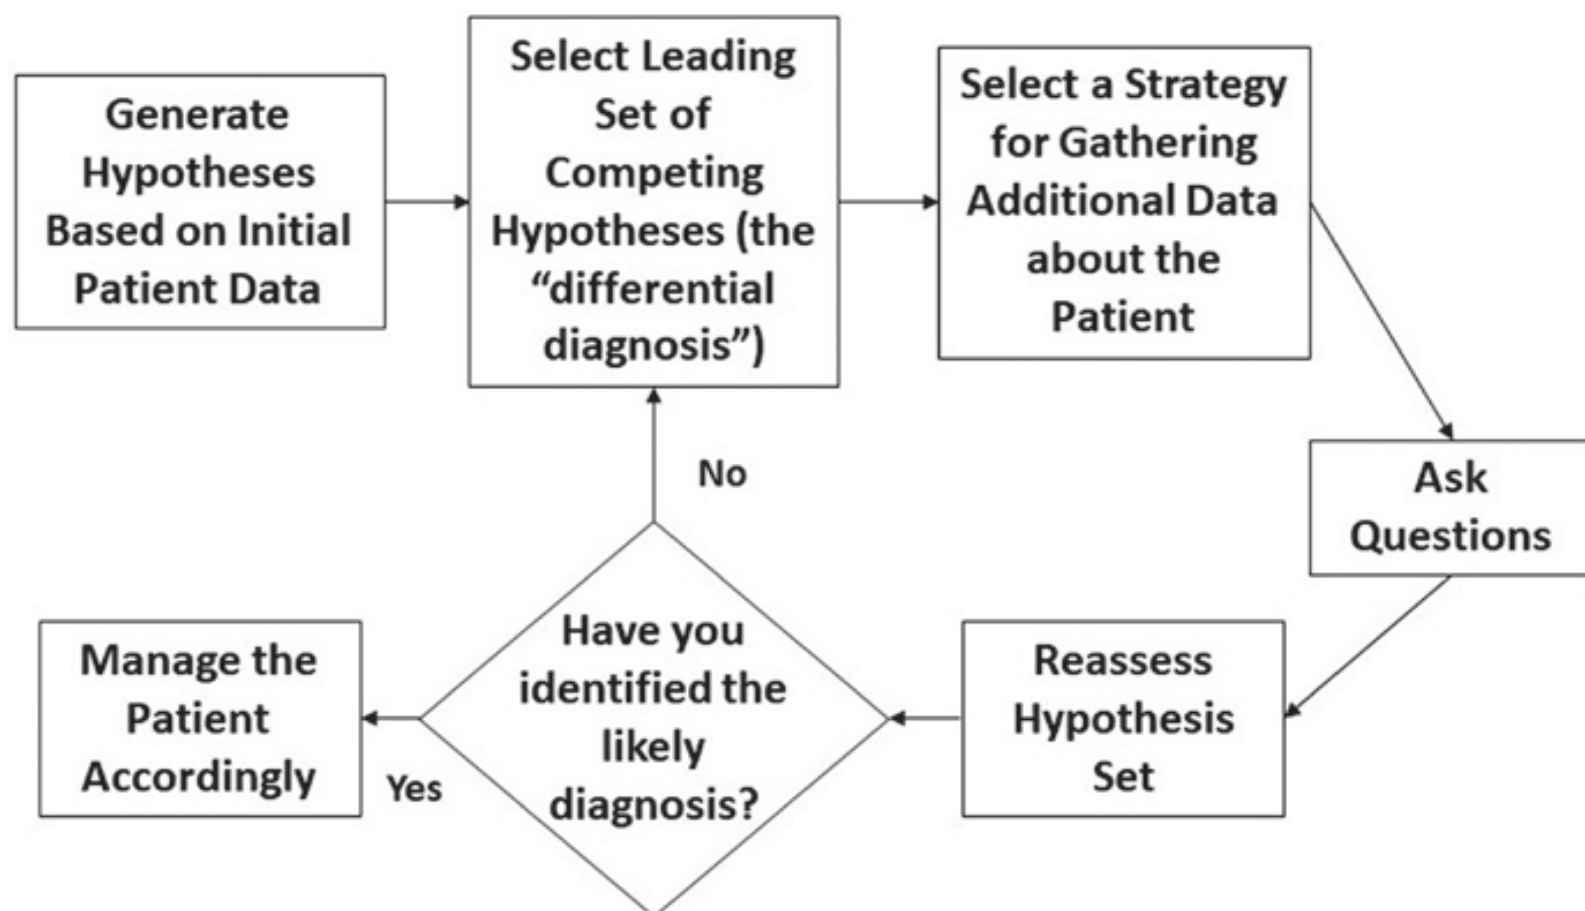 Generate
Hypotheses
Based on Initial
Patient Data
Select Leading
Set of
Competing
Hypotheses (the
“differential
diagnosis”)
Select a Strategy
for Gathering
Additional Data
about the
Patient
Ask
Questions
Reassess
Hypothesis
Set
Have you
identified the
likely
diagnosis?
No
Yes
Manage the
Patient
Accordingly